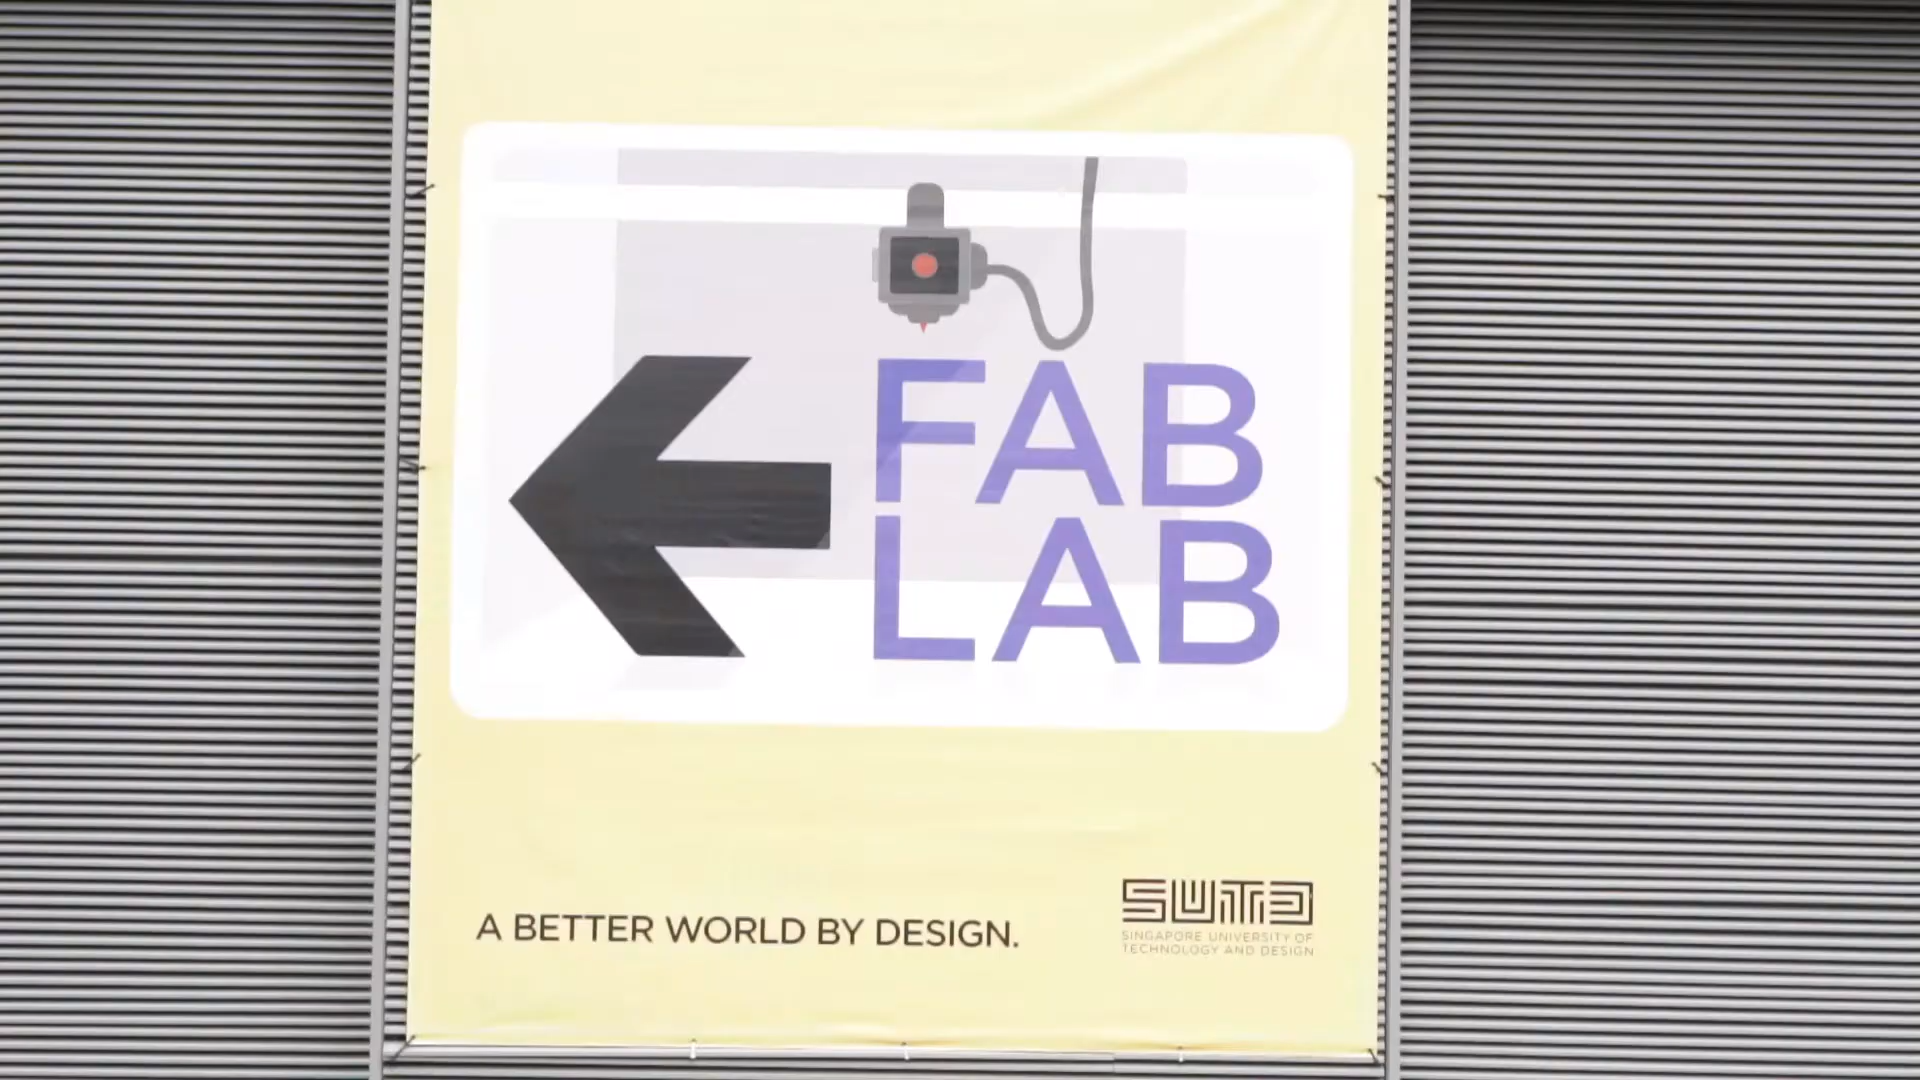 FAB
LAB
A BETTER WORLD BY DESIGN.
SUTD
SINGAPORE UNIVERSITY OF
TECHNOLOGY AND DESIGN